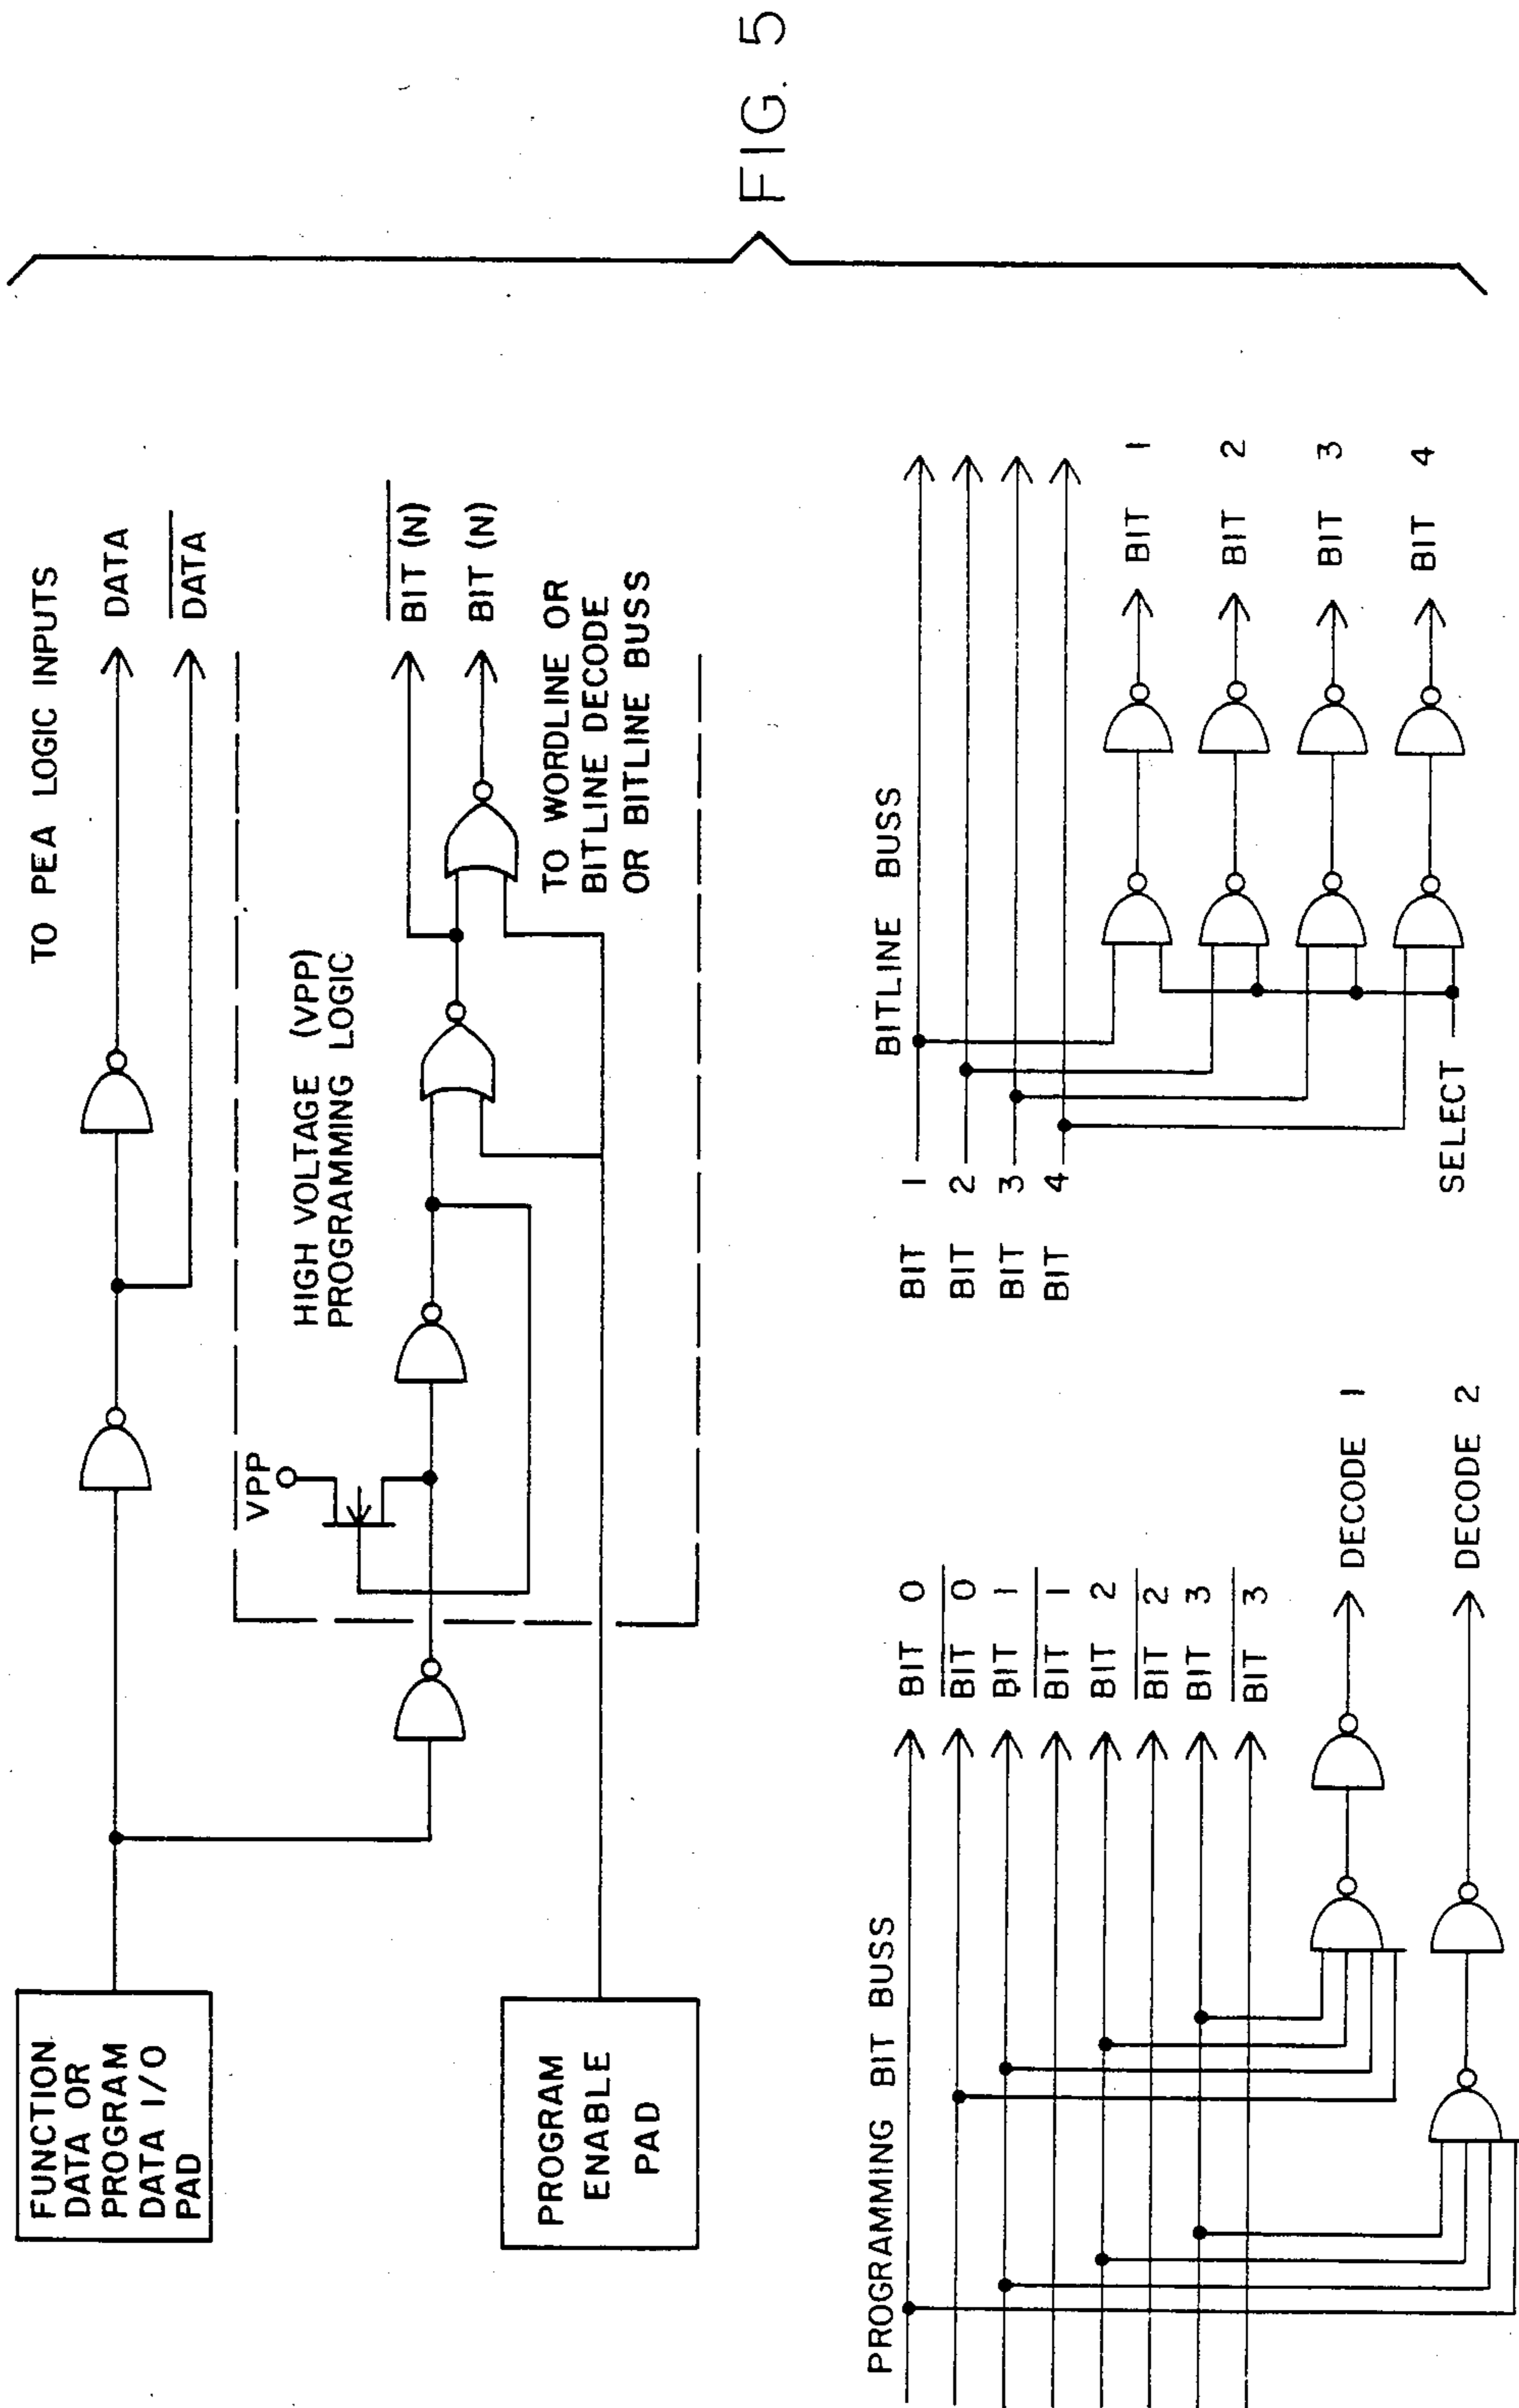 FUNCTION
DATA OR
PROGRAM
DATA I/O
PAD
TO PEA LOGIC INPUTS
DATA
DATA
VPP
HIGH VOLTAGE (VPP)
PROGRAMMING LOGIC
BIT (N)
BIT (N)
TO WORDLINE OR
BITLINE DECODE
OR BITLINE BUSS
PROGRAM
ENABLE
PAD
PROGRAMMING BIT BUSS
BIT 0
BIT 0
BIT 1
BIT 1
BIT 2
BIT 2
BIT 3
BIT 3
DECODE 1
DECODE 2
BITLINE BUSS
BIT 1
BIT 2
BIT 3
BIT 4
SELECT
BIT 1
BIT 2
BIT 3
BIT 4
FIG. 5